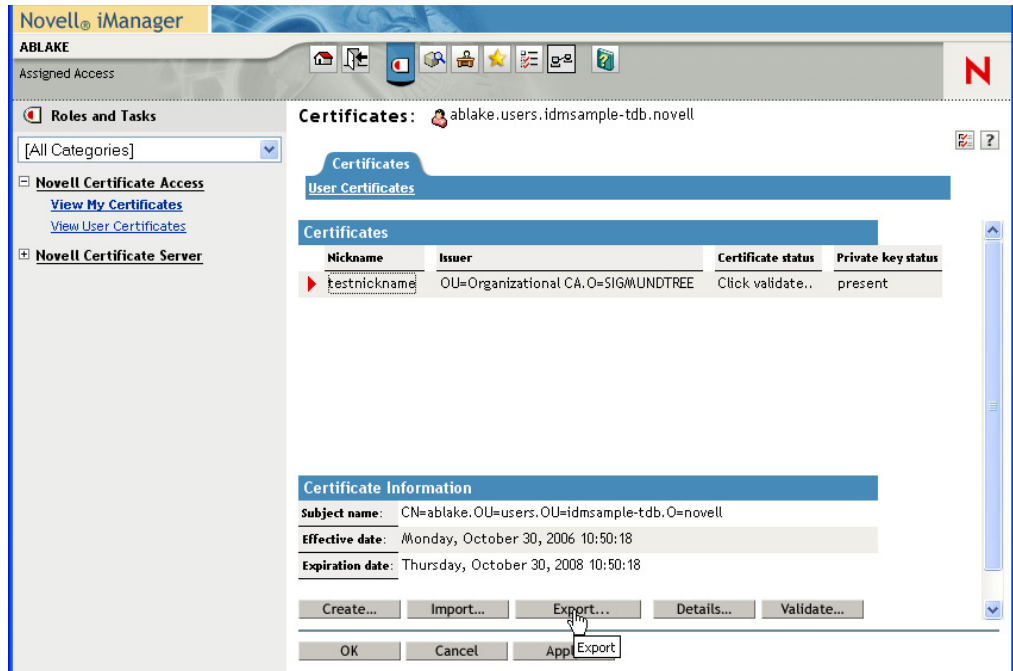 Novell® iManager
ABLAKE
Assigned Access
N
Roles and Tasks
[All Categories]
Novell Certificate Access
View My Certificates
View User Certificates
Novell Certificate Server
Certificates: ablake.users.idmsample-tdb.novell
?
Certificates
User Certificates
Certificates
Nickname Issuer Certificate status Private key status
testnickname OU=Organizational CA.O=SIGMUNDTREE Click validate.. present
Certificate Information
Subject name: CN=ablake.OU=users.OU=idmsample-tdb.O=novell
Effective date: Monday, October 30, 2006 10:50:18
Expiration date: Thursday, October 30, 2008 10:50:18
Create... Import... Export... Details... Validate...
OK Cancel Appl
Export